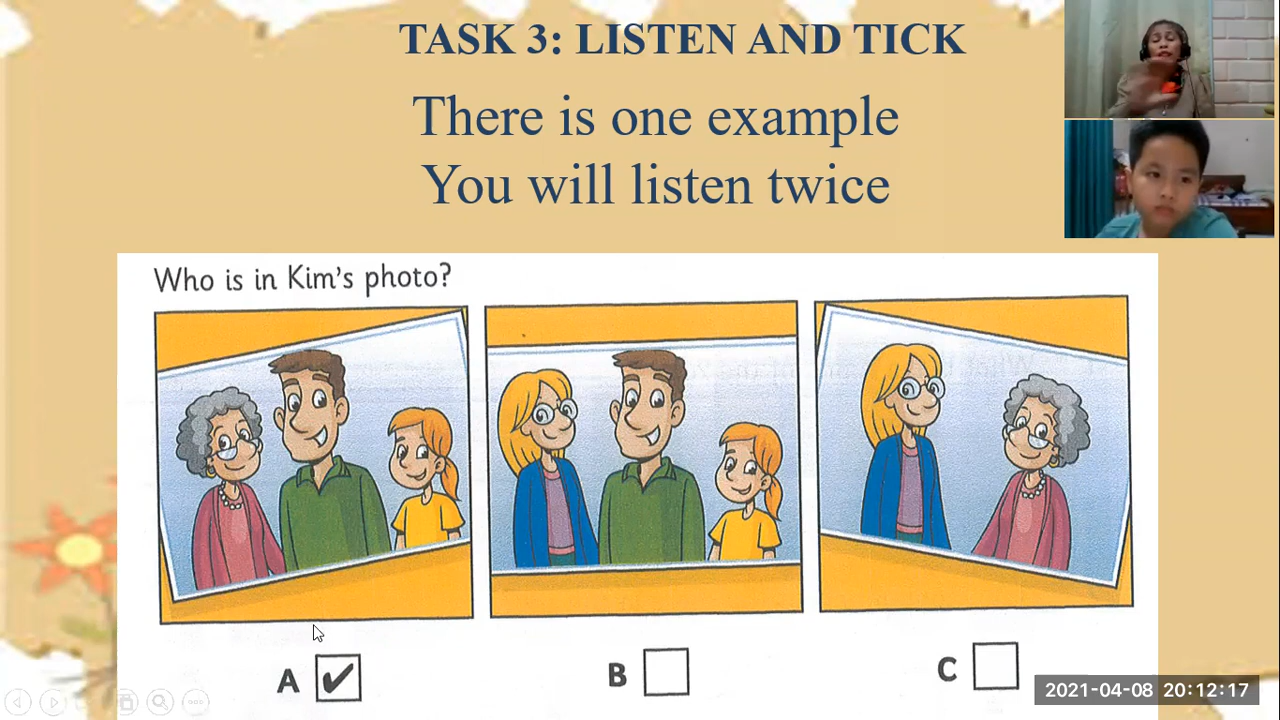 TASK 3: LISTEN AND TICK
There is one example
You will listen twice
Who is in Kim's photo?
A
B
C
2021-04-08 20:12:17